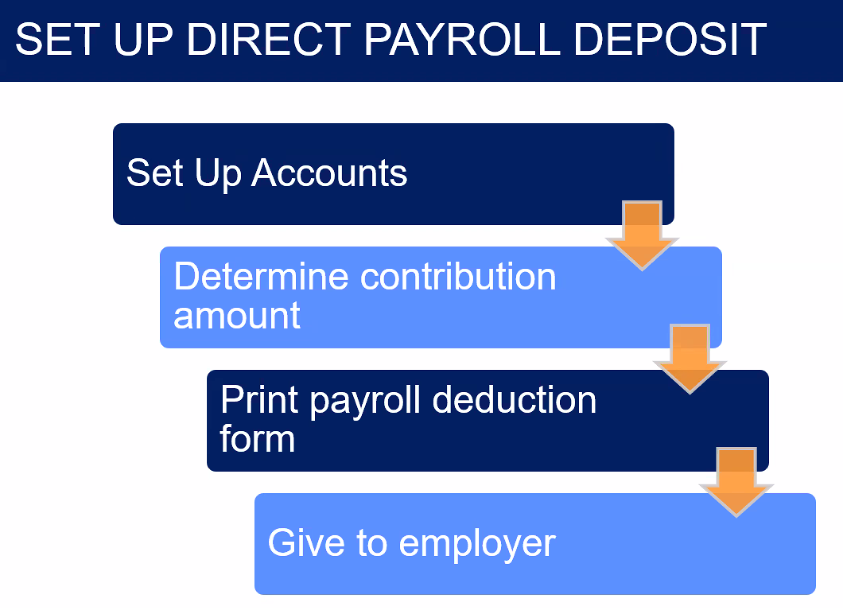 SET UP DIRECT PAYROLL DEPOSIT
Set Up Accounts
Determine contribution
amount
Print payroll deduction
form
Give to employer